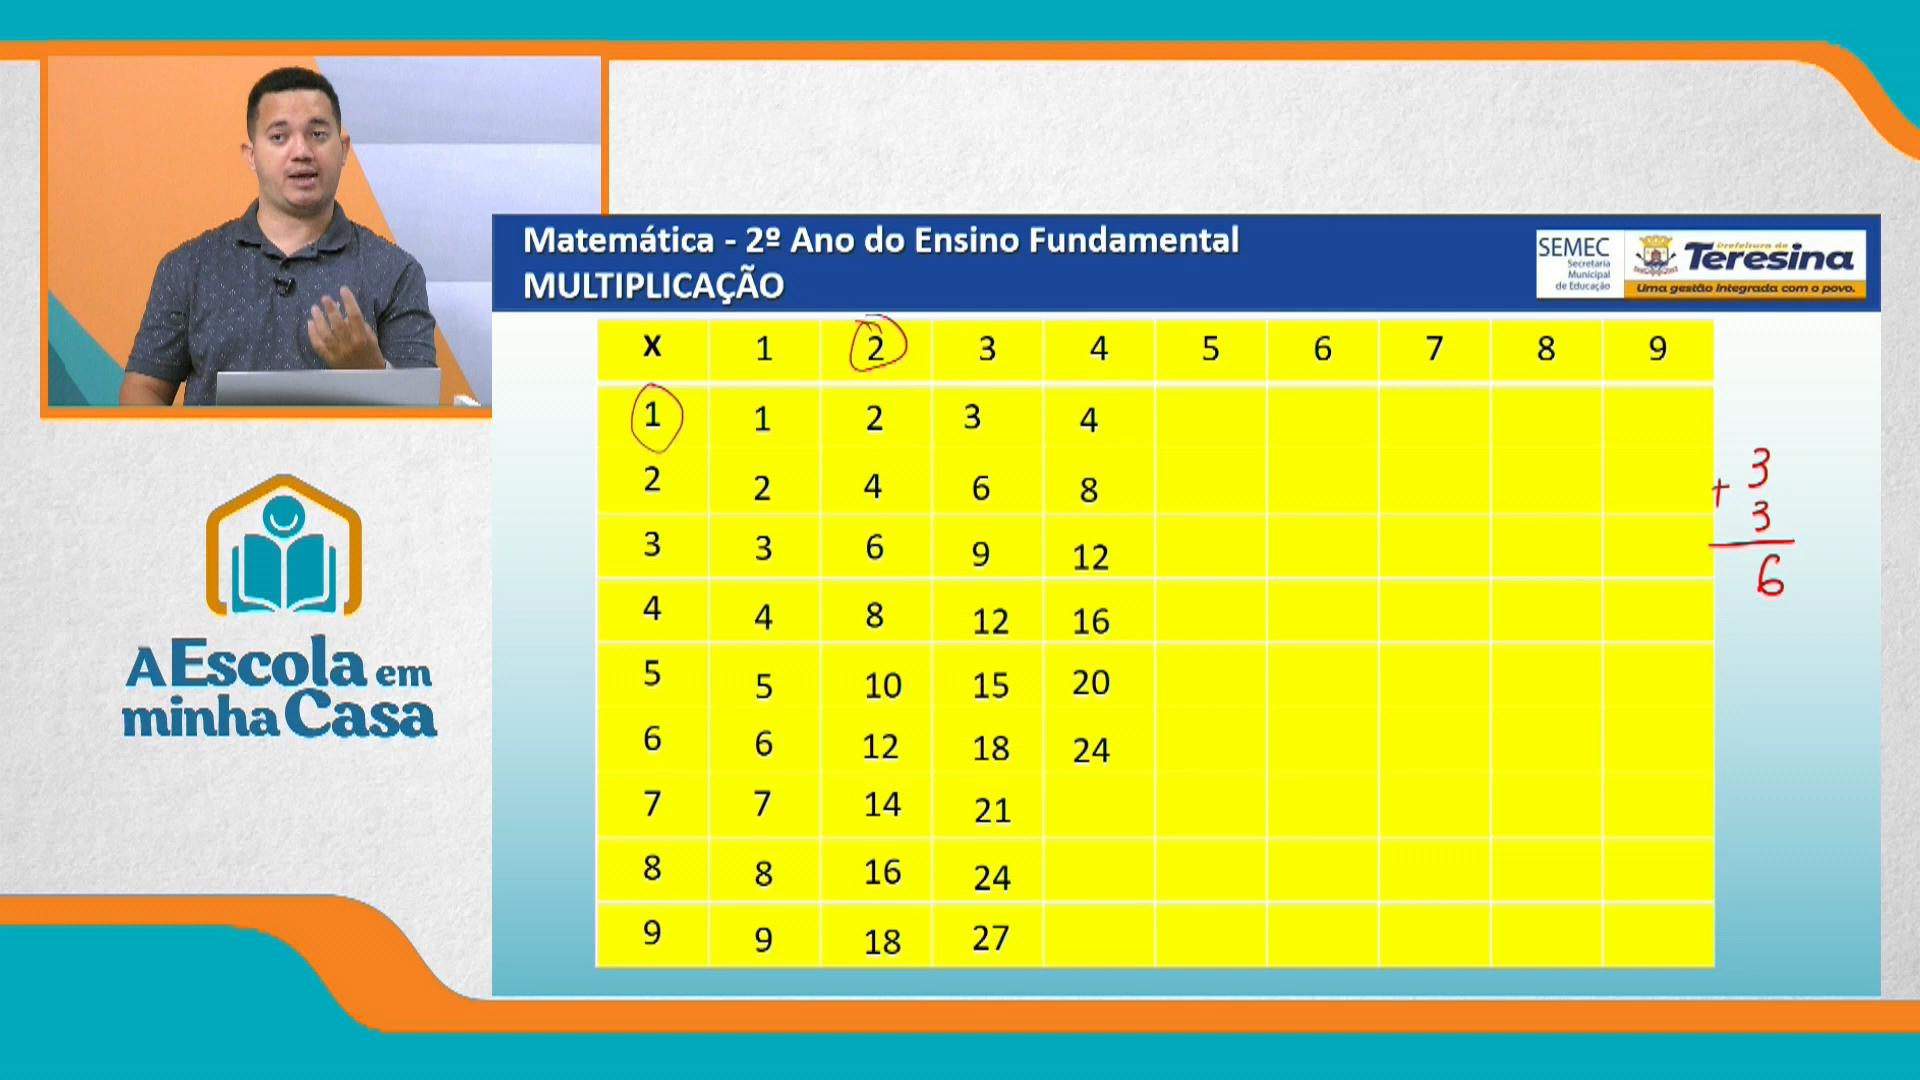 Matemática - 2º Ano do Ensino Fundamental
MULTIPLICAÇÃO
SEMEC
Secretaria
Municipal
de Educação
Prefeitura de
Teresina
Uma gestão integrada com o povo.
X 1 2 3 4 5 6 7 8 9
1 1 2 3 4
2 2 4 6 8
3 3 6 9 12
4 4 8 12 16
5 5 10 15 20
6 6 12 18 24
7 7 14 21
8 8 16 24
9 9 18 27
3
+ 3
6
A Escola em
minha Casa